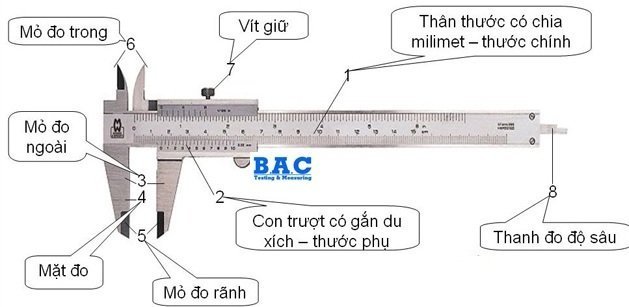 Mỏ đo trong
6
Vít giữ
7
Thân thước có chia
milimet – thước chính
1
Mỏ đo
ngoài
3
4
5
Mặt đo
Mỏ đo rãnh
BAC
Testing & Measuring
2
Con trượt có gắn du
xích – thước phụ
8
Thanh đo độ sâu